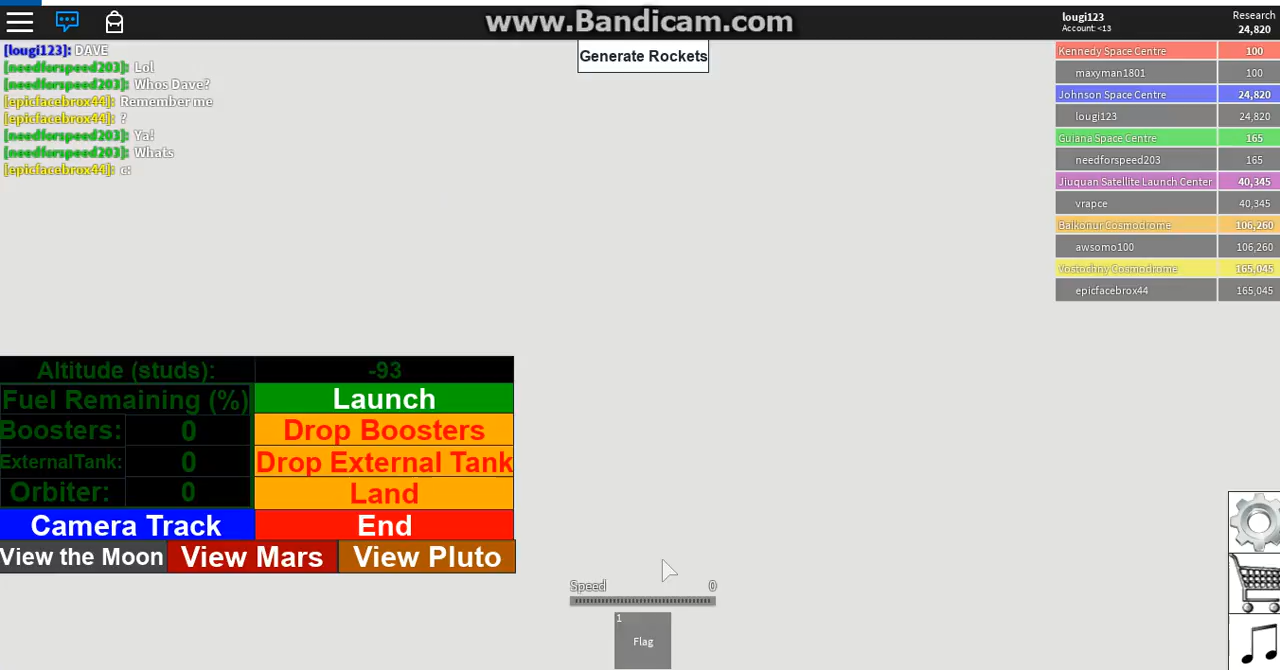 www.Bandicam.com
lougi123
Account: <13
Research
24,820
Generate Rockets
[lougi123]: DAVE
[needforspeed203]: Lol
[needforspeed203]: Whos Dave?
[epicfacebrox44]: Remember me
[epicfacebrox44]: ?
[needforspeed203]: Ya!
[needforspeed203]: Whats
[epicfacebrox44]: c:
Kennedy Space Centre 100
maxyman1801 100
Johnson Space Centre 24,820
lougi123 24,820
Guiana Space Centre 165
needforspeed203 165
Jiuquan Satellite Launch Center 40,345
vrapce 40,345
Baikonur Cosmodrome 106,260
awsomo100 106,260
Vostochny Cosmodrome 165,045
epicfacebrox44 165,045
Altitude (studs): -93
Fuel Remaining (%) Launch
Boosters: 0 Drop Boosters
ExternalTank: 0 Drop External Tank
Orbiter: 0 Land
Camera Track End
View the Moon View Mars View Pluto
Speed 0
1
Flag